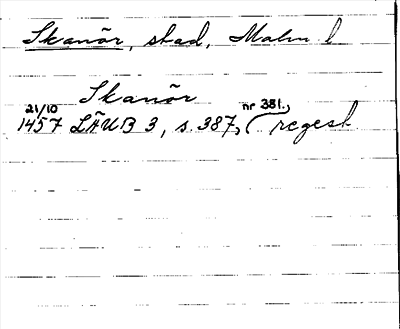 Skanör, stad, Malm. l
Skanör
21/10 nr 381.,
1457 LÄUB 3, s. 387, (regest